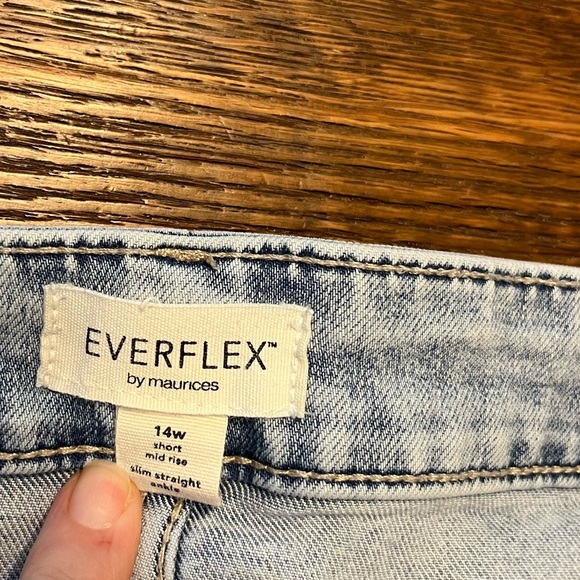 EVERFLEX™
by maurices
14W
short
mid rise
slim straight
ankle